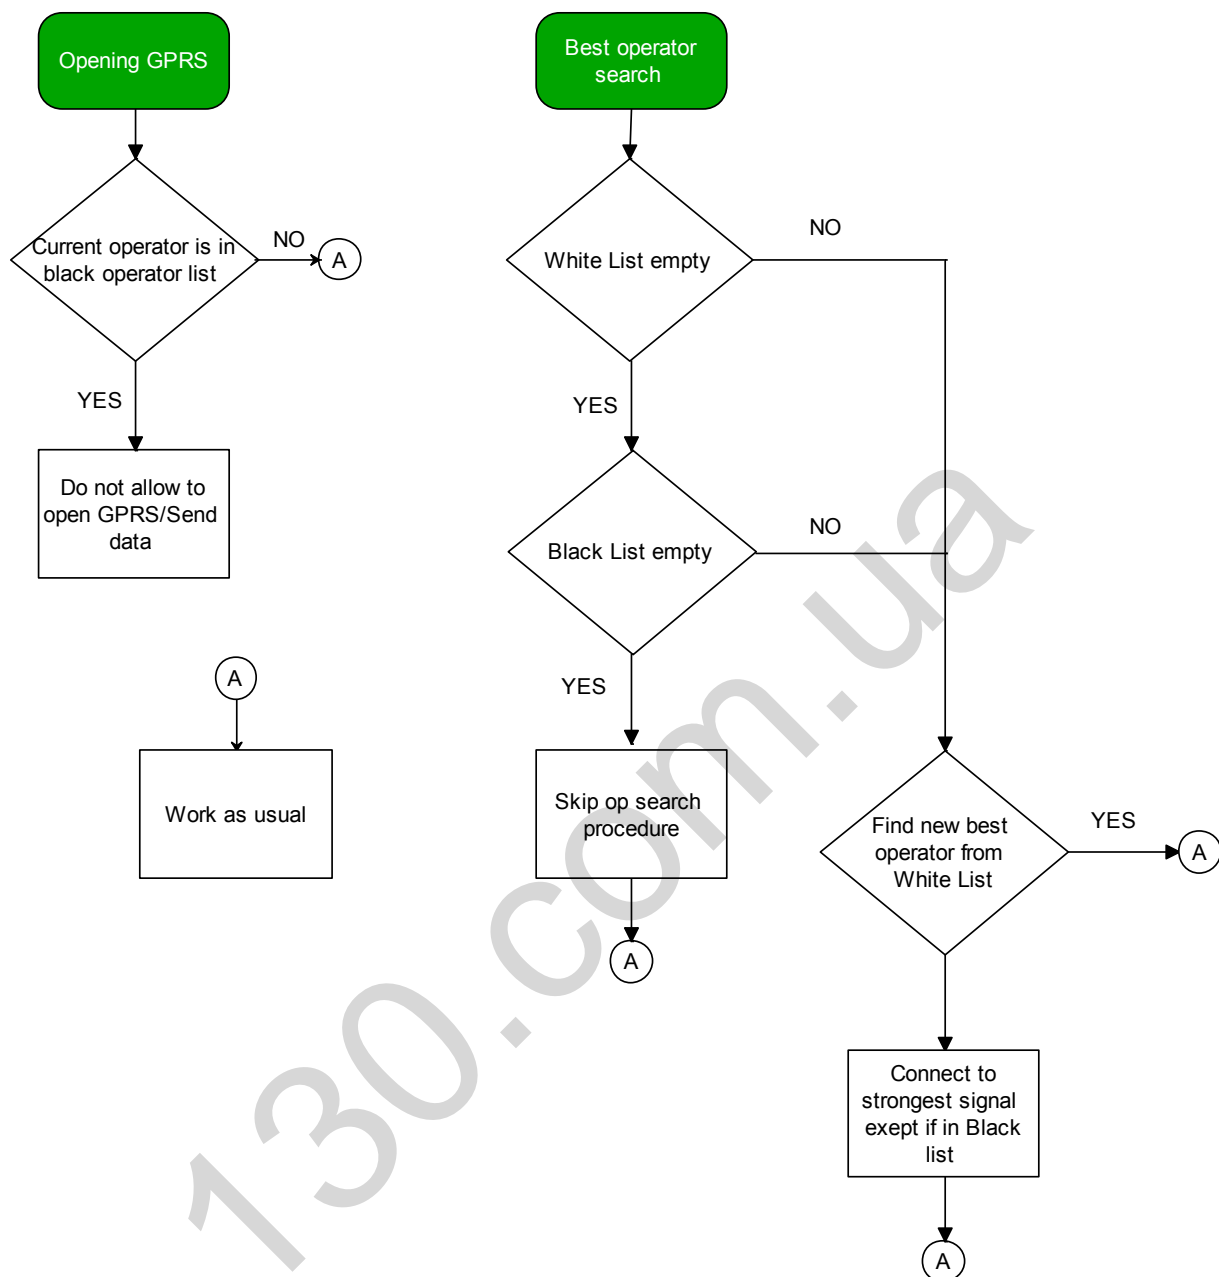 Opening GPRS
Current operator is in
black operator list
NO
A
YES
Do not allow to
open GPRS/Send
data
A
Work as usual
Best operator
search
White List empty
NO
YES
Black List empty
NO
YES
Skip op search
procedure
A
Find new best
operator from
White List
YES
A
Connect to
strongest signal
exept if in Black
list
A
130.com.ua